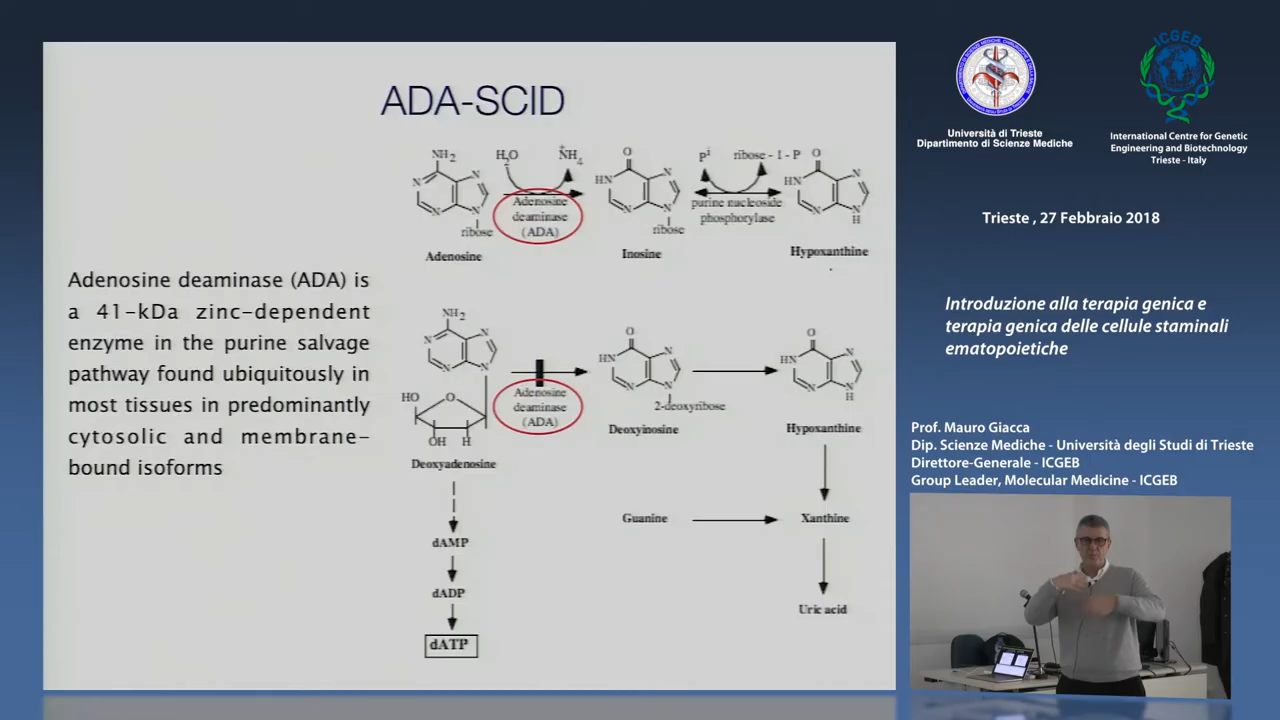 ADA-SCID
Adenosine deaminase (ADA) is
a 41-kDa zinc-dependent
enzyme in the purine salvage
pathway found ubiquitously in
most tissues in predominantly
cytosolic and membrane-
bound isoforms
NH2
N
N
N
N
ribose
Adenosine
H2O
+NH4
Adenosine
deaminase
(ADA)
O
HN
N
N
N
ribose
Inosine
Pi
ribose - 1 - P
purine nucleoside
phosphorylase
O
HN
N
N
N
H
Hypoxanthine
NH2
N
N
N
N
HO
O
OH
H
Deoxyadenosine
Adenosine
deaminase
(ADA)
O
HN
N
N
N
2-deoxyribose
Deoxyinosine
O
HN
N
N
N
H
Hypoxanthine
dAMP
dADP
dATP
Guanine
Xanthine
Uric acid
Università di Trieste
Dipartimento di Scienze Mediche
ICGEB
International Centre for Genetic
Engineering and Biotechnology
Trieste - Italy
Trieste , 27 Febbraio 2018
Introduzione alla terapia genica e
terapia genica delle cellule staminali
ematopoietiche
Prof. Mauro Giacca
Dip. Scienze Mediche - Università degli Studi di Trieste
Direttore-Generale - ICGEB
Group Leader, Molecular Medicine - ICGEB